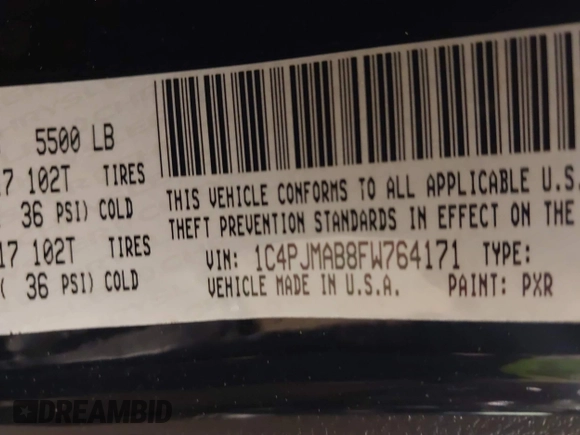 5500 LB
17 102T TIRES
36 PSI) COLD
17 102T TIRES
( 36 PSI) COLD
THIS VEHICLE CONFORMS TO ALL APPLICABLE U.S.
THEFT PREVENTION STANDARDS IN EFFECT ON THE
VIN: 1C4PJMAB8FW764171 TYPE:
VEHICLE MADE IN U.S.A. PAINT: PXR
DREAMBID